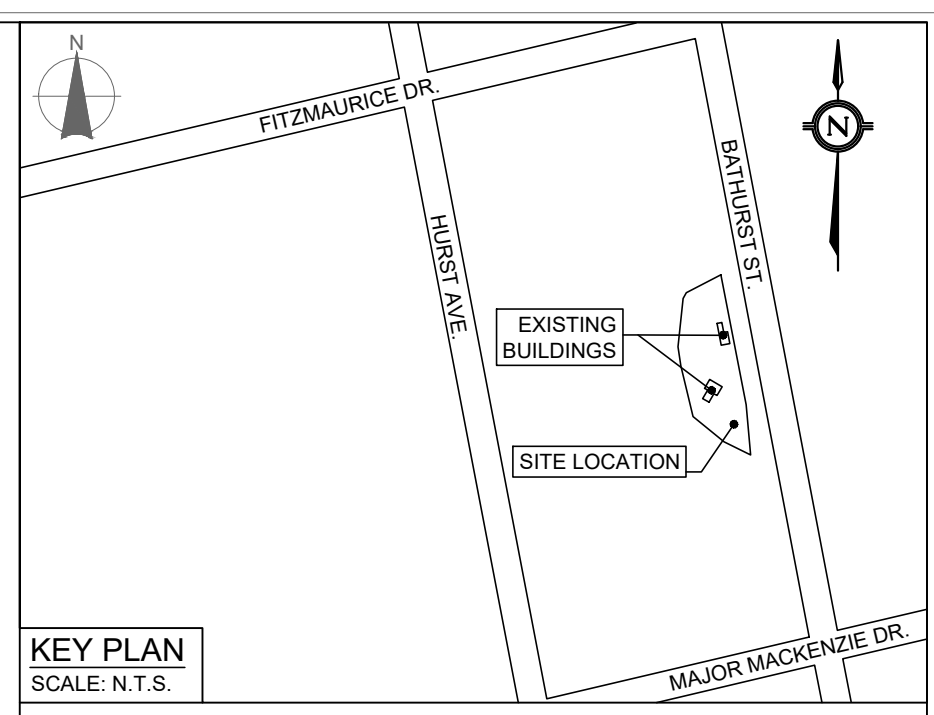 N
FITZMAURICE DR.
N
BATHURST ST.
HURST AVE.
EXISTING
BUILDINGS
SITE LOCATION
MAJOR MACKENZIE DR.
KEY PLAN
SCALE: N.T.S.